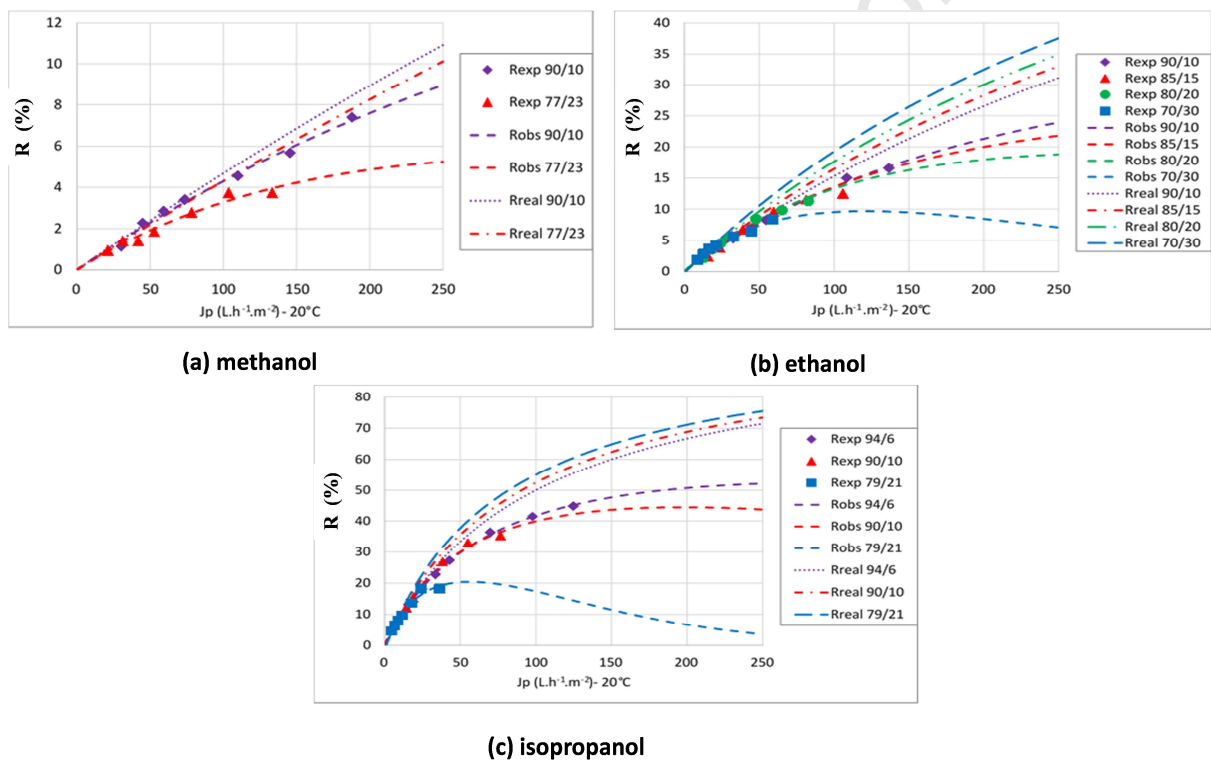 12
10
8
6
4
2
0
R (%)
0 50 100 150 200 250
Jp (L.h⁻¹.m⁻²)- 20°C
Rexp 90/10
Rexp 77/23
Robs 90/10
Robs 77/23
Rreal 90/10
Rreal 77/23
(a) methanol
40
35
30
25
20
15
10
5
0
R (%)
0 50 100 150 200 250
Jp (L.h⁻¹.m⁻²)- 20°C
Rexp 90/10
Rexp 85/15
Rexp 80/20
Rexp 70/30
Robs 90/10
Robs 85/15
Robs 80/20
Robs 70/30
Rreal 90/10
Rreal 85/15
Rreal 80/20
Rreal 70/30
(b) ethanol
80
70
60
50
40
30
20
10
0
R (%)
0 50 100 150 200 250
Jp (L.h⁻¹.m⁻²)- 20°C
Rexp 94/6
Rexp 90/10
Rexp 79/21
Robs 94/6
Robs 90/10
Robs 79/21
Rreal 94/6
Rreal 90/10
Rreal 79/21
(c) isopropanol